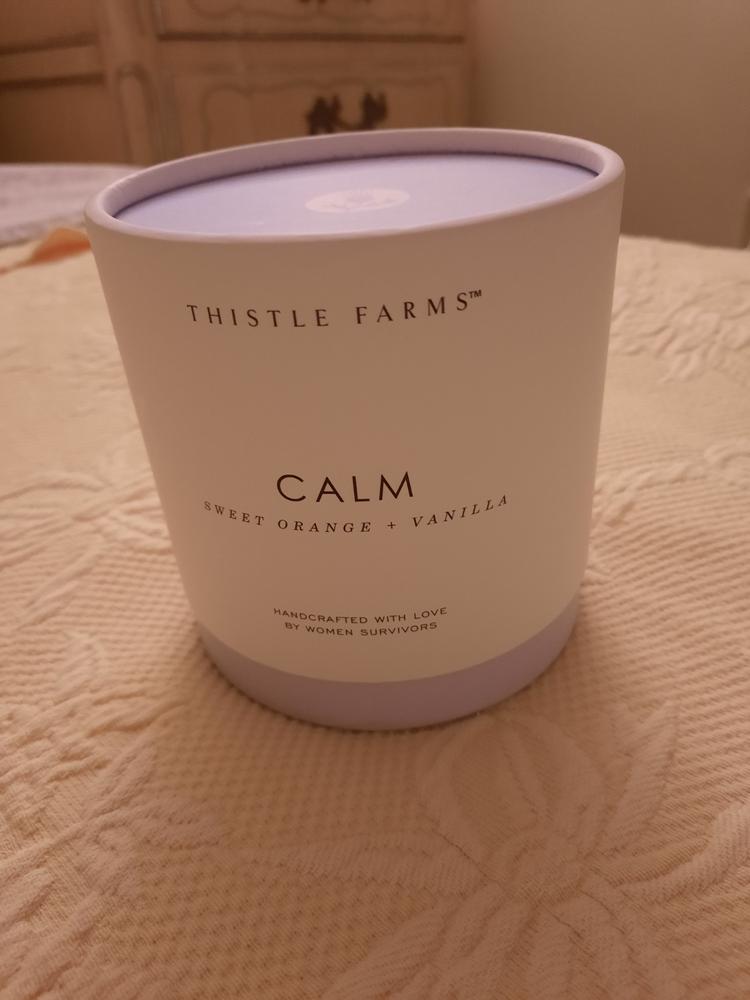 THISTLE FARMS™
CALM
SWEET ORANGE + VANILLA
HANDCRAFTED WITH LOVE
BY WOMEN SURVIVORS